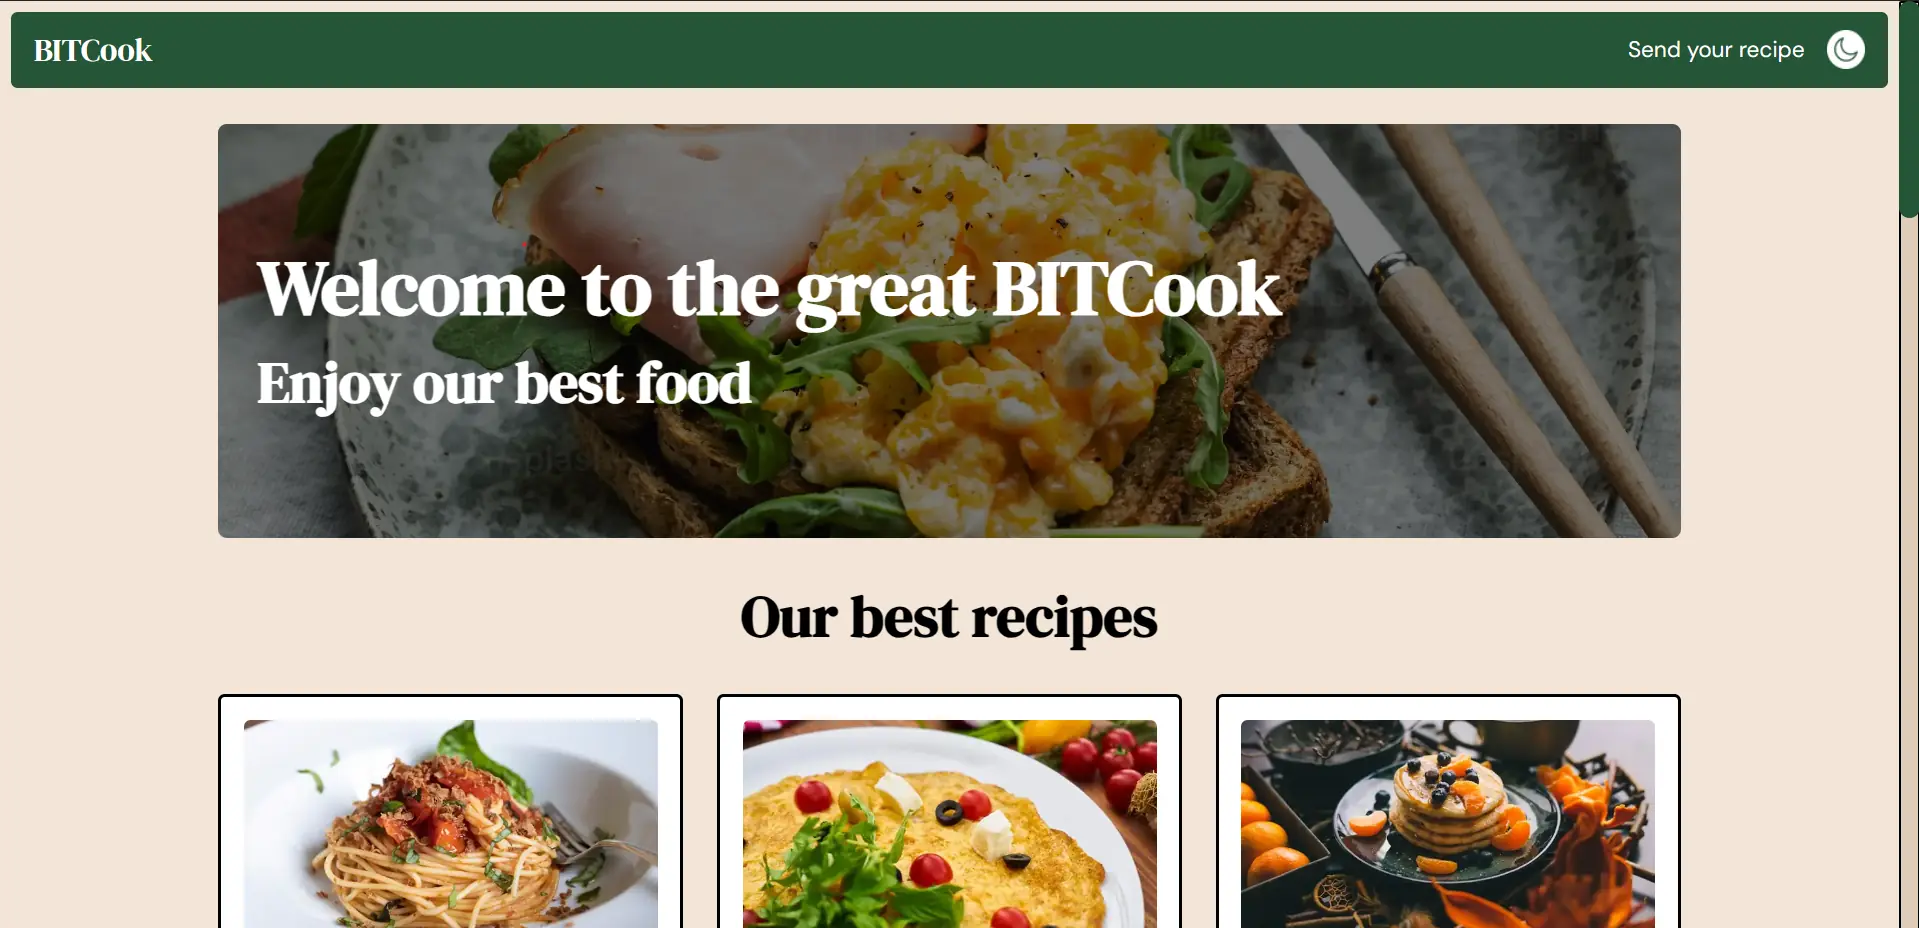 BITCook
Send your recipe
Welcome to the great BITCook
Enjoy our best food
Our best recipes